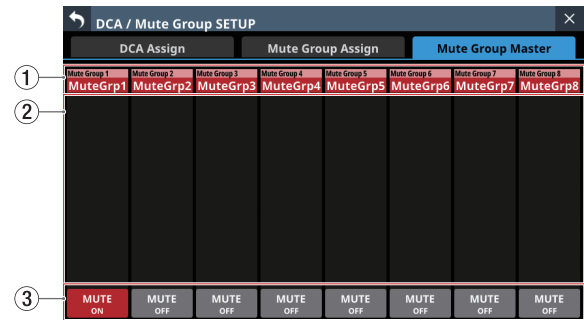 DCA / Mute Group SETUP
DCA Assign Mute Group Assign Mute Group Master
1 Mute Group 1 Mute Group 2 Mute Group 3 Mute Group 4 Mute Group 5 Mute Group 6 Mute Group 7 Mute Group 8
MuteGrp1 MuteGrp2 MuteGrp3 MuteGrp4 MuteGrp5 MuteGrp6 MuteGrp7 MuteGrp8
2
3 MUTE MUTE MUTE MUTE MUTE MUTE MUTE MUTE
ON OFF OFF OFF OFF OFF OFF OFF